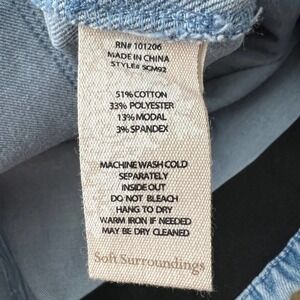 RN# 101206
MADE IN CHINA
STYLE# SCM92
51% COTTON
33% POLYESTER
13% MODAL
3% SPANDEX
MACHINE WASH COLD
SEPARATELY
INSIDE OUT
DO NOT BLEACH
HANG TO DRY
WARM IRON IF NEEDED
MAY BE DRY CLEANED
Soft Surroundings